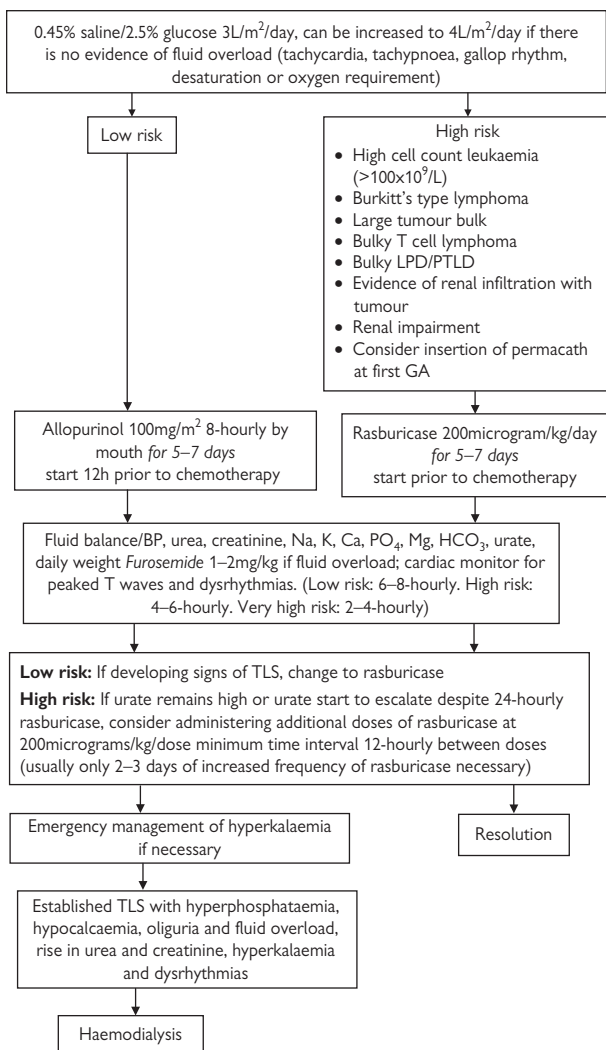 0.45% saline/2.5% glucose 3L/m²/day, can be increased to 4L/m²/day if there
is no evidence of fluid overload (tachycardia, tachypnoea, gallop rhythm,
desaturation or oxygen requirement)
Low risk
High risk
• High cell count leukaemia
(>100x10⁹/L)
• Burkitt's type lymphoma
• Large tumour bulk
• Bulky T cell lymphoma
• Bulky LPD/PTLD
• Evidence of renal infiltration with
tumour
• Renal impairment
• Consider insertion of permacath
at first GA
Allopurinol 100mg/m² 8-hourly by
mouth for 5–7 days
start 12h prior to chemotherapy
Rasburicase 200microgram/kg/day
for 5–7 days
start prior to chemotherapy
Fluid balance/BP, urea, creatinine, Na, K, Ca, PO₄, Mg, HCO₃, urate,
daily weight Furosemide 1–2mg/kg if fluid overload; cardiac monitor for
peaked T waves and dysrhythmias. (Low risk: 6–8-hourly. High risk:
4–6-hourly. Very high risk: 2–4-hourly)
Low risk: If developing signs of TLS, change to rasburicase
High risk: If urate remains high or urate start to escalate despite 24-hourly
rasburicase, consider administering additional doses of rasburicase at
200micrograms/kg/dose minimum time interval 12-hourly between doses
(usually only 2–3 days of increased frequency of rasburicase necessary)
Emergency management of hyperkalaemia
if necessary
Resolution
Established TLS with hyperphosphataemia,
hypocalcaemia, oliguria and fluid overload,
rise in urea and creatinine, hyperkalaemia
and dysrhythmias
Haemodialysis